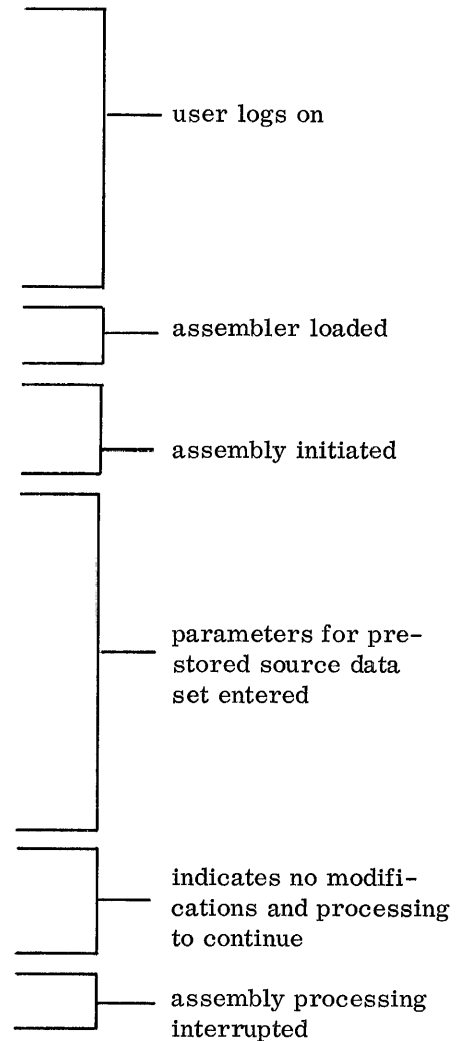 user logs on
assembler loaded
assembly initiated
parameters for pre-
stored source data
set entered
indicates no modifi-
cations and processing
to continue
assembly processing
interrupted